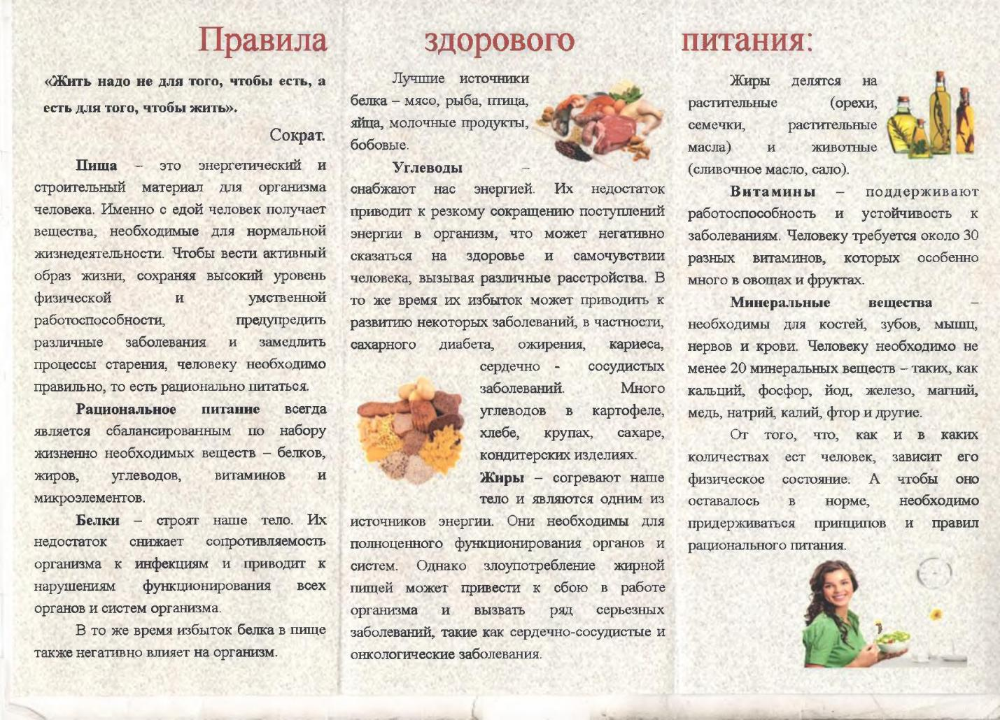 Правила здорового питания:
«Жить надо не для того, чтобы есть, а
есть для того, чтобы жить».
Сократ.
Пища – это энергетический и
строительный материал для организма
человека. Именно с едой человек получает
вещества, необходимые для нормальной
жизнедеятельности. Чтобы вести активный
образ жизни, сохраняя высокий уровень
физической и умственной
работоспособности, предупредить
различные заболевания и замедлить
процессы старения, человеку необходимо
правильно, то есть рационально питаться.
Рациональное питание всегда
является сбалансированным по набору
жизненно необходимых веществ – белков,
жиров, углеводов, витаминов и
микроэлементов.
Белки – строят наше тело. Их
недостаток снижает сопротивляемость
организма к инфекциям и приводит к
нарушениям функционирования всех
органов и систем организма.
В то же время избыток белка в пище
также негативно влияет на организм.
Лучшие источники
белка – мясо, рыба, птица,
яйца, молочные продукты,
бобовые.
Углеводы –
снабжают нас энергией. Их недостаток
приводит к резкому сокращению поступлений
энергии в организм, что может негативно
сказаться на здоровье и самочувствии
человека, вызывая различные расстройства. В
то же время их избыток может приводить к
развитию некоторых заболеваний, в частности,
сахарного диабета, ожирения, кариеса,
сердечно - сосудистых
заболеваний. Много
углеводов в картофеле,
хлебе, крупах, сахаре,
кондитерских изделиях.
Жиры – согревают наше
тело и являются одним из
источников энергии. Они необходимы для
полноценного функционирования органов и
систем. Однако злоупотребление жирной
пищей может привести к сбою в работе
организма и вызвать ряд серьезных
заболеваний, такие как сердечно-сосудистые и
онкологические заболевания.
Жиры делятся на
растительные (орехи,
семечки, растительные
масла) и животные
(сливочное масло, сало).
Витамины – поддерживают
работоспособность и устойчивость к
заболеваниям. Человеку требуется около 30
разных витаминов, которых особенно
много в овощах и фруктах.
Минеральные вещества –
необходимы для костей, зубов, мышц,
нервов и крови. Человеку необходимо не
менее 20 минеральных веществ – таких, как
кальций, фосфор, йод, железо, магний,
медь, натрий, калий, фтор и другие.
От того, что, как и в каких
количествах ест человек, зависит его
физическое состояние. А чтобы оно
оставалось в норме, необходимо
придерживаться принципов и правил
рационального питания.